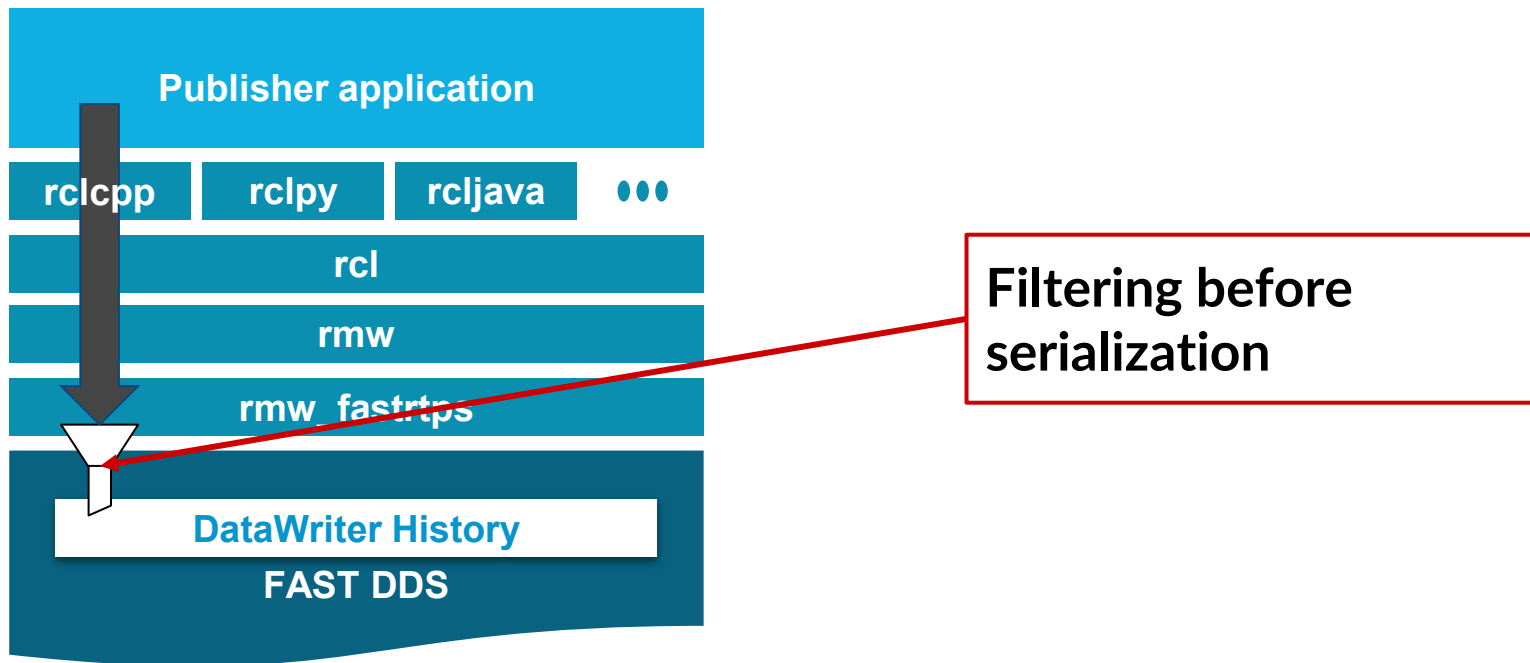 Publisher application
rclcpp
rclpy
rcljava
rcl
rmw
rmw_fastrtps
DataWriter History
FAST DDS
Filtering before
serialization